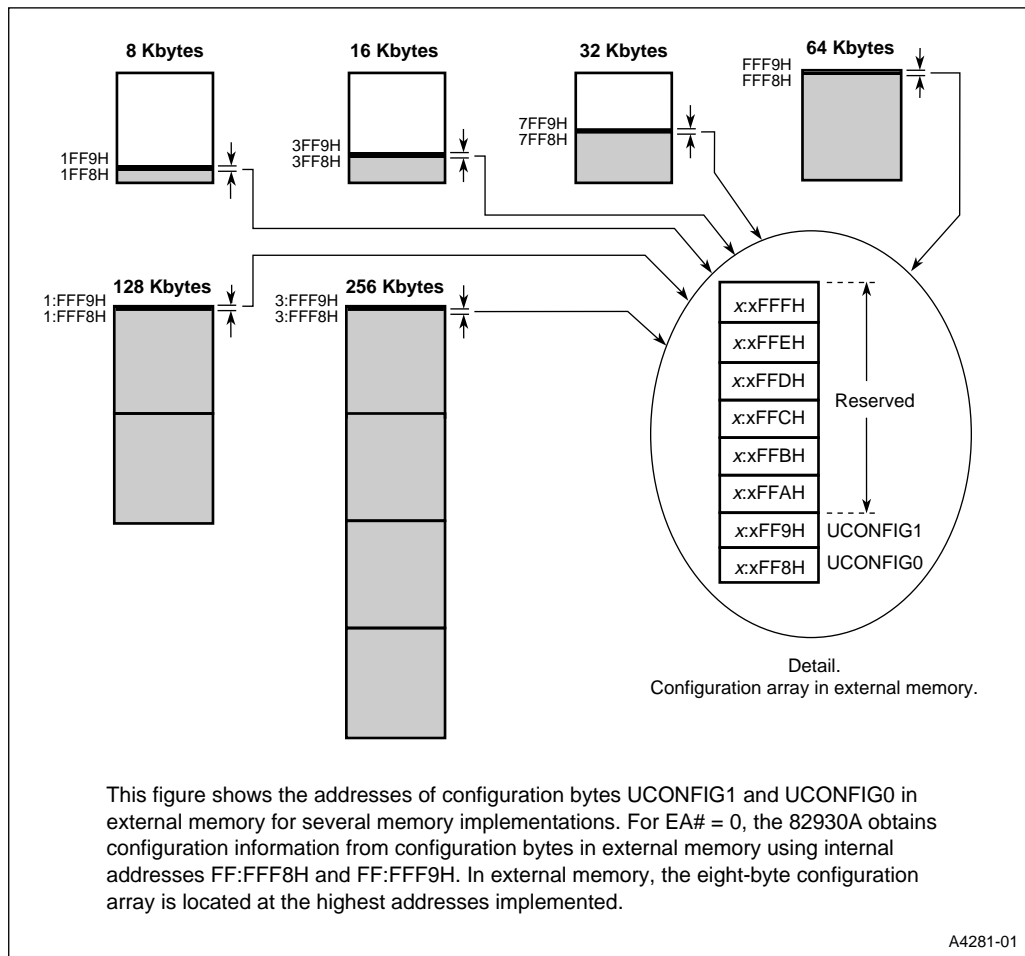 8 Kbytes
16 Kbytes
32 Kbytes
64 Kbytes
1FF9H
1FF8H
3FF9H
3FF8H
7FF9H
7FF8H
FFF9H
FFF8H
128 Kbytes
1:FFF9H
1:FFF8H
256 Kbytes
3:FFF9H
3:FFF8H
x:xFFFH
x:xFFEH
x:xFFDH
x:xFFCH
x:xFFBH
x:xFFAH
x:xFF9H
x:xFF8H
Reserved
UCONFIG1
UCONFIG0
Detail.
Configuration array in external memory.
This figure shows the addresses of configuration bytes UCONFIG1 and UCONFIG0 in
external memory for several memory implementations. For EA# = 0, the 82930A obtains
configuration information from configuration bytes in external memory using internal
addresses FF:FFF8H and FF:FFF9H. In external memory, the eight-byte configuration
array is located at the highest addresses implemented.
A4281-01